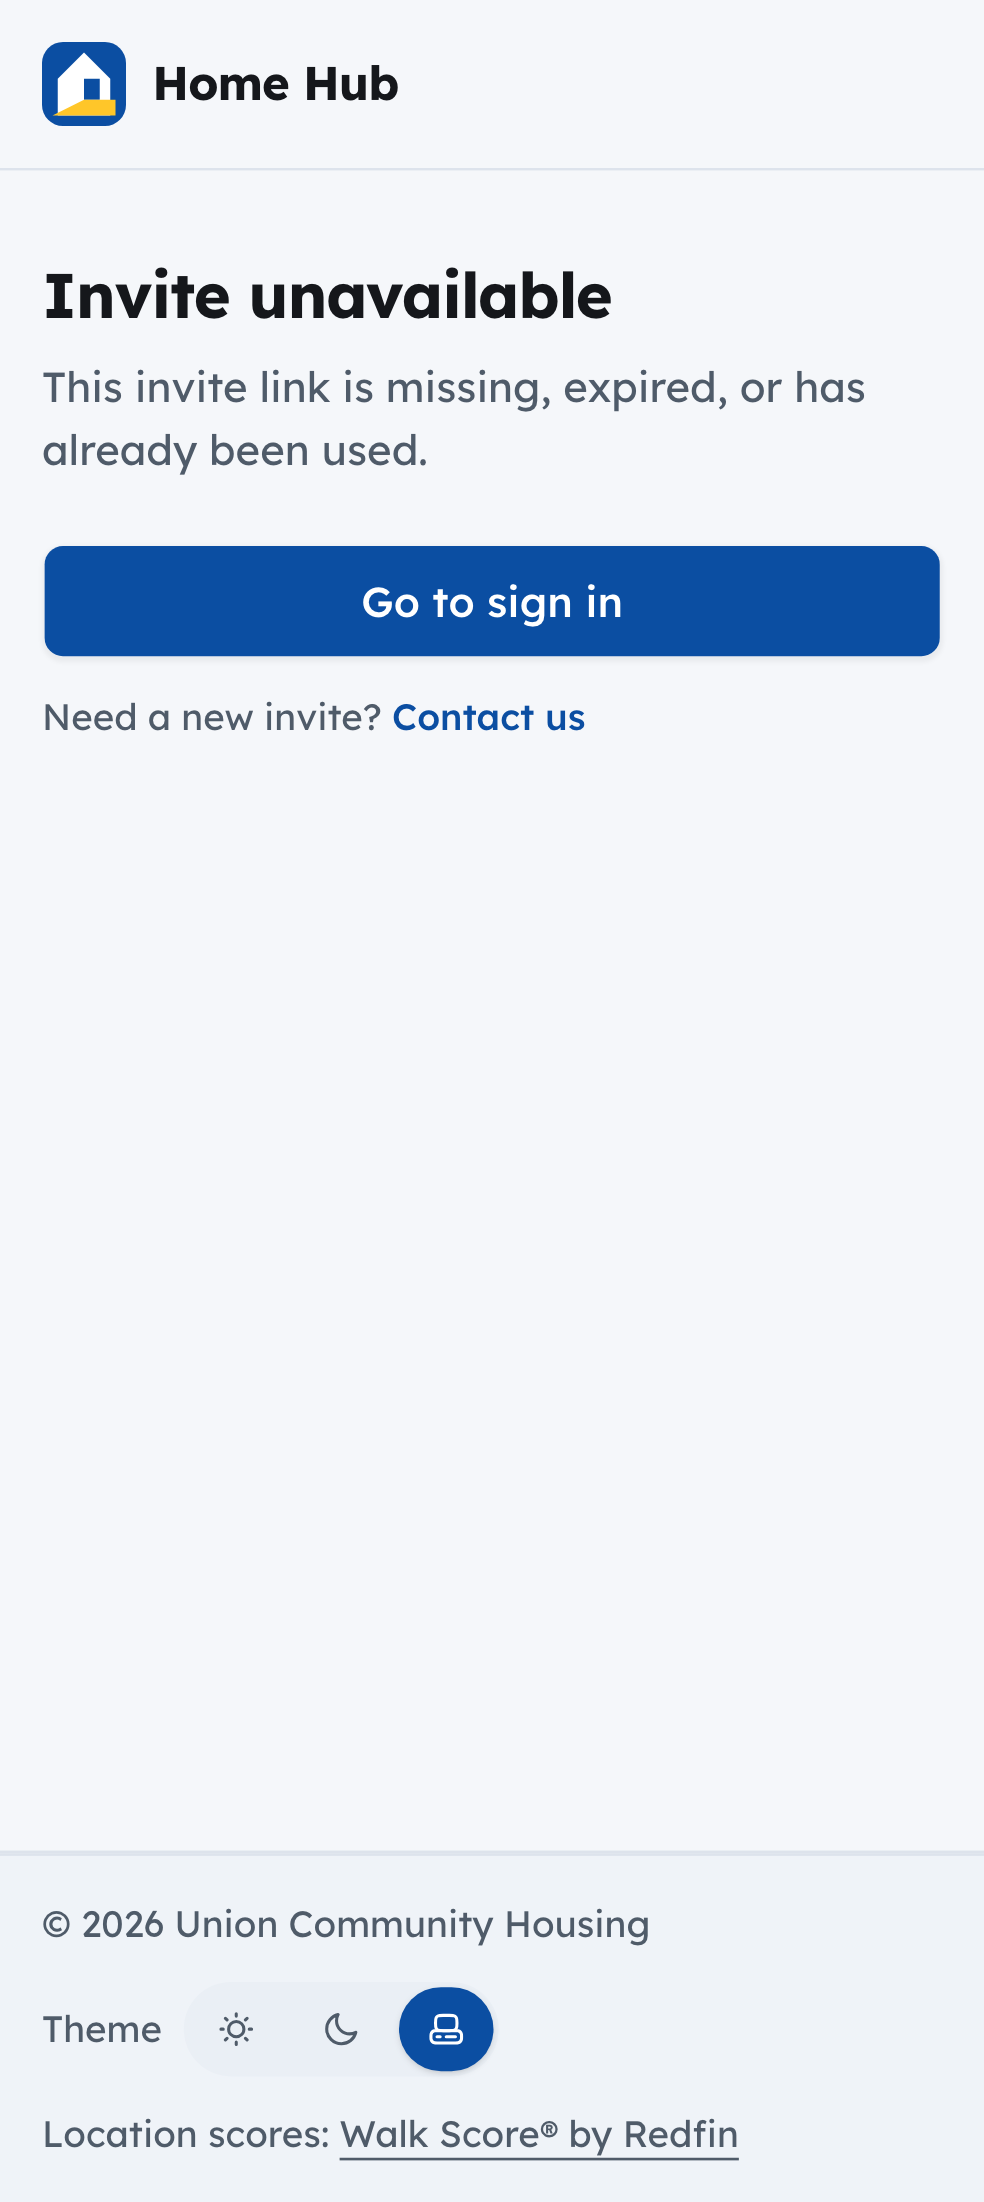 Home Hub
Invite unavailable
This invite link is missing, expired, or has
already been used.
Go to sign in
Need a new invite? Contact us
© 2026 Union Community Housing
Theme
Location scores: Walk Score® by Redfin